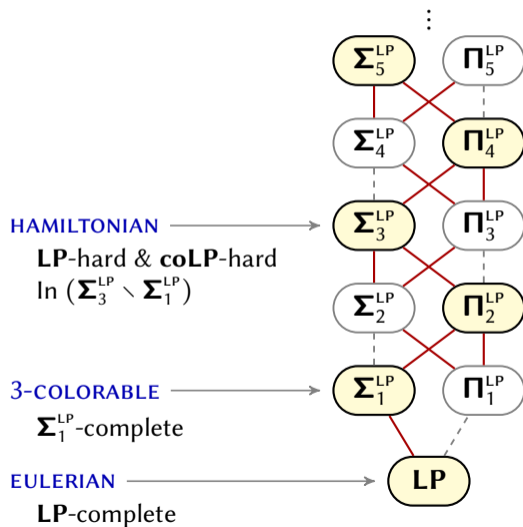 ⋮
Σ₅ᴸᴾ Π₅ᴸᴾ
Σ₄ᴸᴾ Π₄ᴸᴾ
HAMILTONIAN Σ₃ᴸᴾ Π₃ᴸᴾ
LP-hard & coLP-hard
In (Σ₃ᴸᴾ ∖ Σ₁ᴸᴾ) Σ₂ᴸᴾ Π₂ᴸᴾ
3-COLORABLE Σ₁ᴸᴾ Π₁ᴸᴾ
Σ₁ᴸᴾ-complete
EULERIAN LP
LP-complete